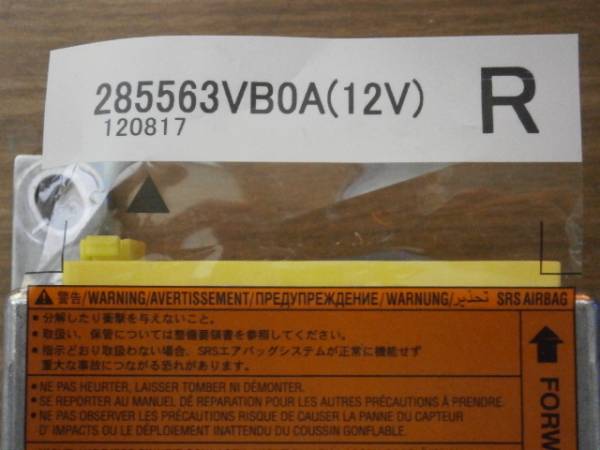 285563VB0A(12V) R
120817
警告/WARNING/AVERTISSEMENT/ПРЕДУПРЕЖДЕНИЕ/WARNUNG/تحذير SRS AIRBAG
• 分解したり衝撃を与えないこと。
• 取扱い、保管については整備要領書を参照してください。
• 指示どおり取扱わない場合、SRSエアバッグシステムが正常に機能せず
重大な事故につながる恐れがあります。
• NE PAS HEURTER, LAISSER TOMBER NI DÉMONTER.
• SE REPORTER AU MANUEL DE RÉPARATION POUR LES AUTRES PRÉCAUTIONS À PRENDRE.
• NE PAS OBSERVER LES PRÉCAUTIONS RISQUE DE CAUSER LA PANNE DU CAPTEUR
D' IMPACTS OU LE DÉPLOIEMENT INATTENDU DU COUSSIN GONFLABLE.
FORW